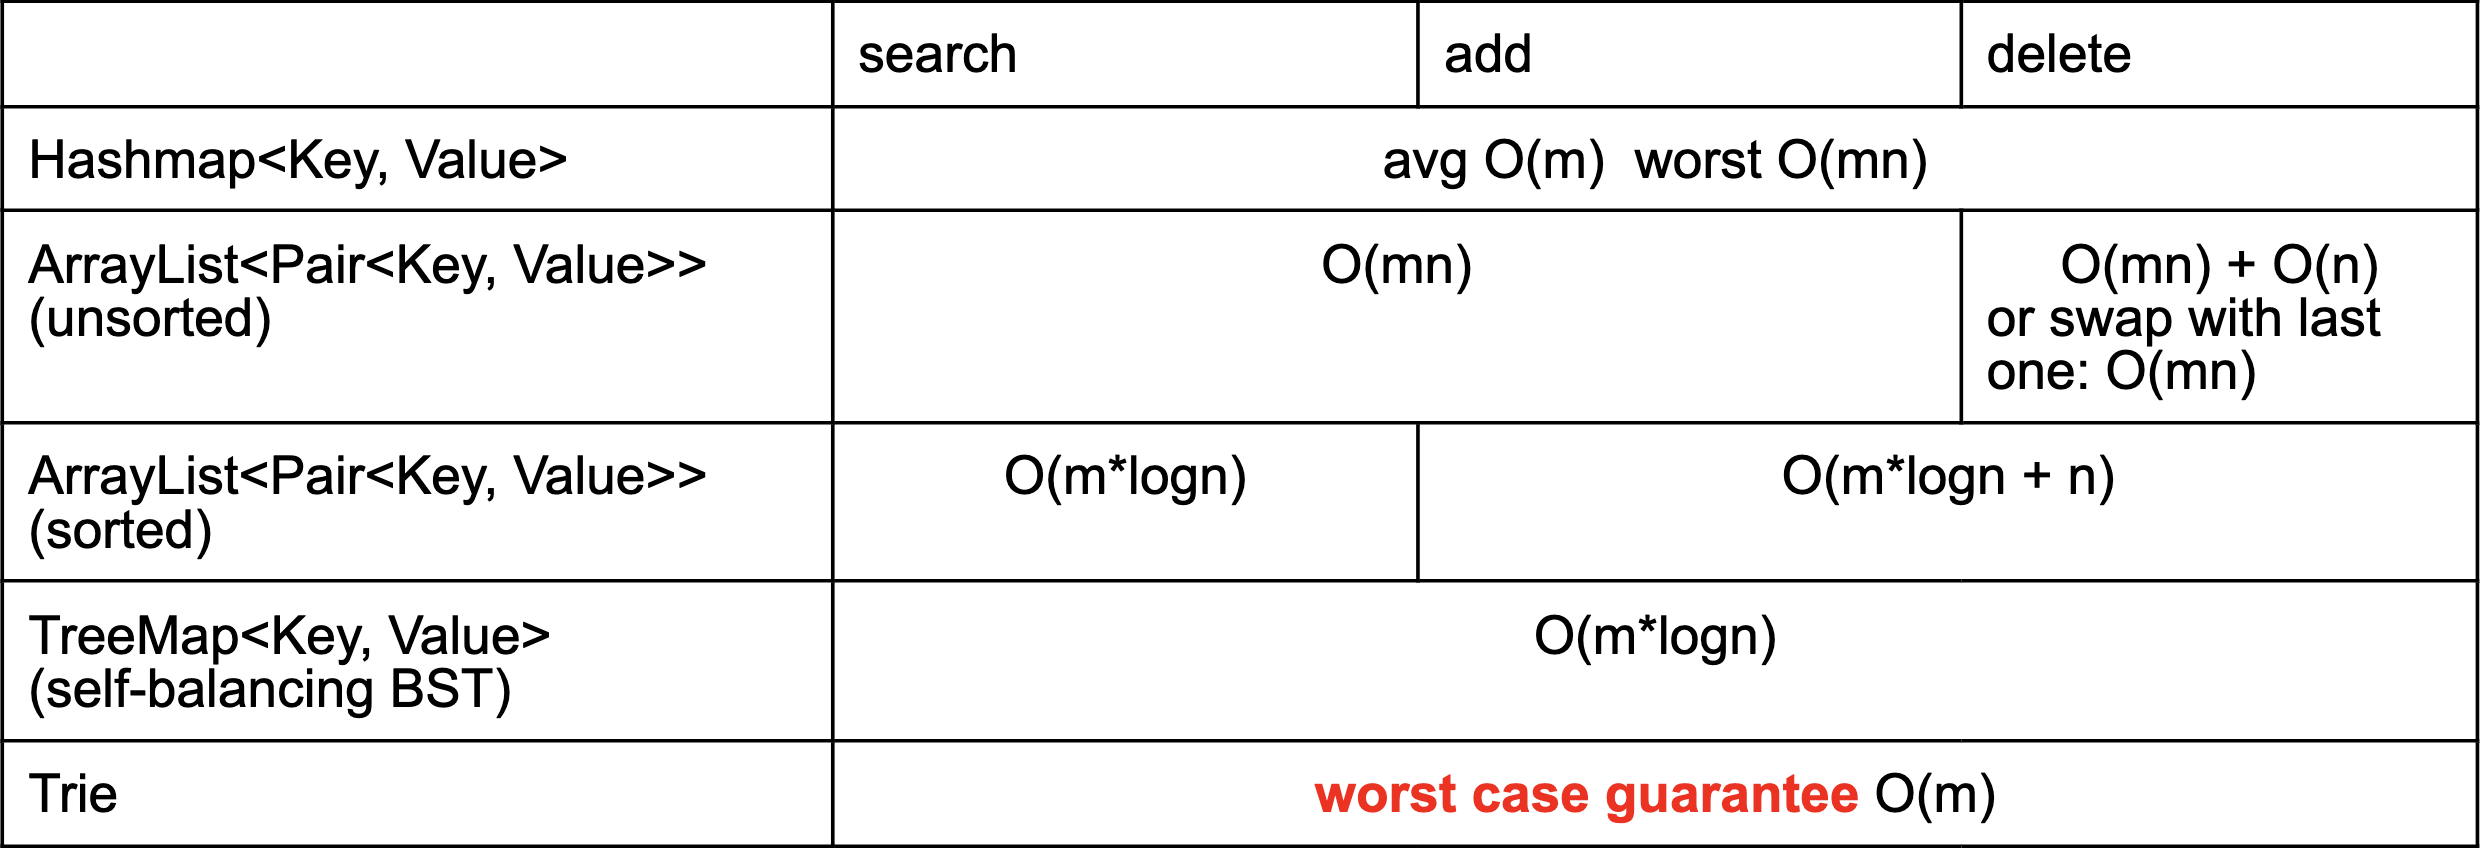 search
add
delete
Hashmap<Key, Value>
avg O(m)  worst O(mn)
ArrayList<Pair<Key, Value>>
(unsorted)
O(mn)
O(mn) + O(n)
or swap with last
one: O(mn)
ArrayList<Pair<Key, Value>>
(sorted)
O(m*logn)
O(m*logn + n)
TreeMap<Key, Value>
(self-balancing BST)
O(m*logn)
Trie
worst case guarantee O(m)